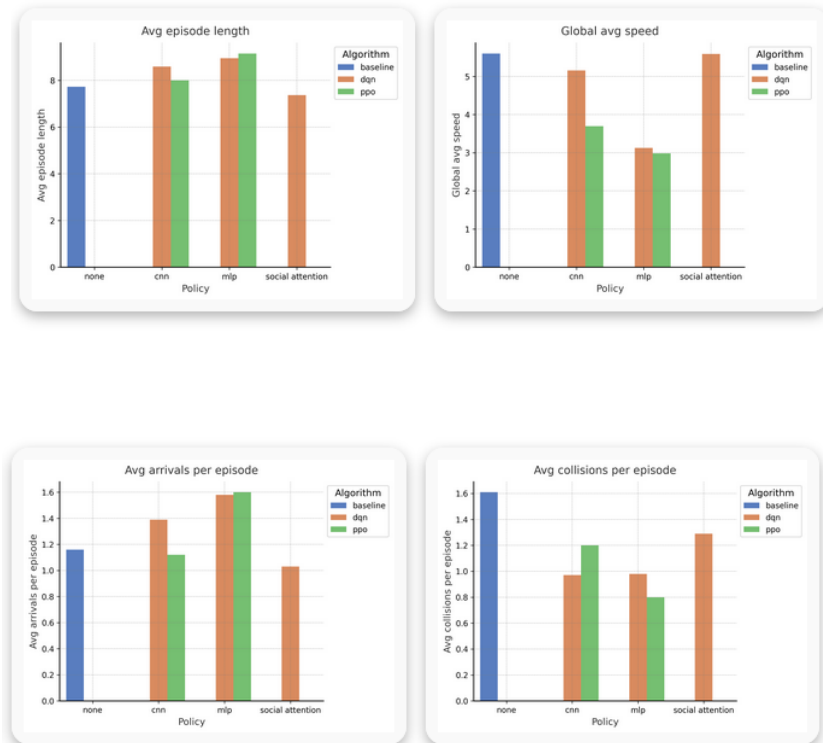 Avg episode length
Avg episode length
8
6
4
2
0
none
cnn
mlp
social attention
Policy
Algorithm
baseline
dqn
ppo
Global avg speed
Global avg speed
5
4
3
2
1
0
none
cnn
mlp
social attention
Policy
Algorithm
baseline
dqn
ppo
Avg arrivals per episode
Avg arrivals per episode
1.6
1.4
1.2
1.0
0.8
0.6
0.4
0.2
0.0
none
cnn
mlp
social attention
Policy
Algorithm
baseline
dqn
ppo
Avg collisions per episode
Avg collisions per episode
1.6
1.4
1.2
1.0
0.8
0.6
0.4
0.2
0.0
none
cnn
mlp
social attention
Policy
Algorithm
baseline
dqn
ppo